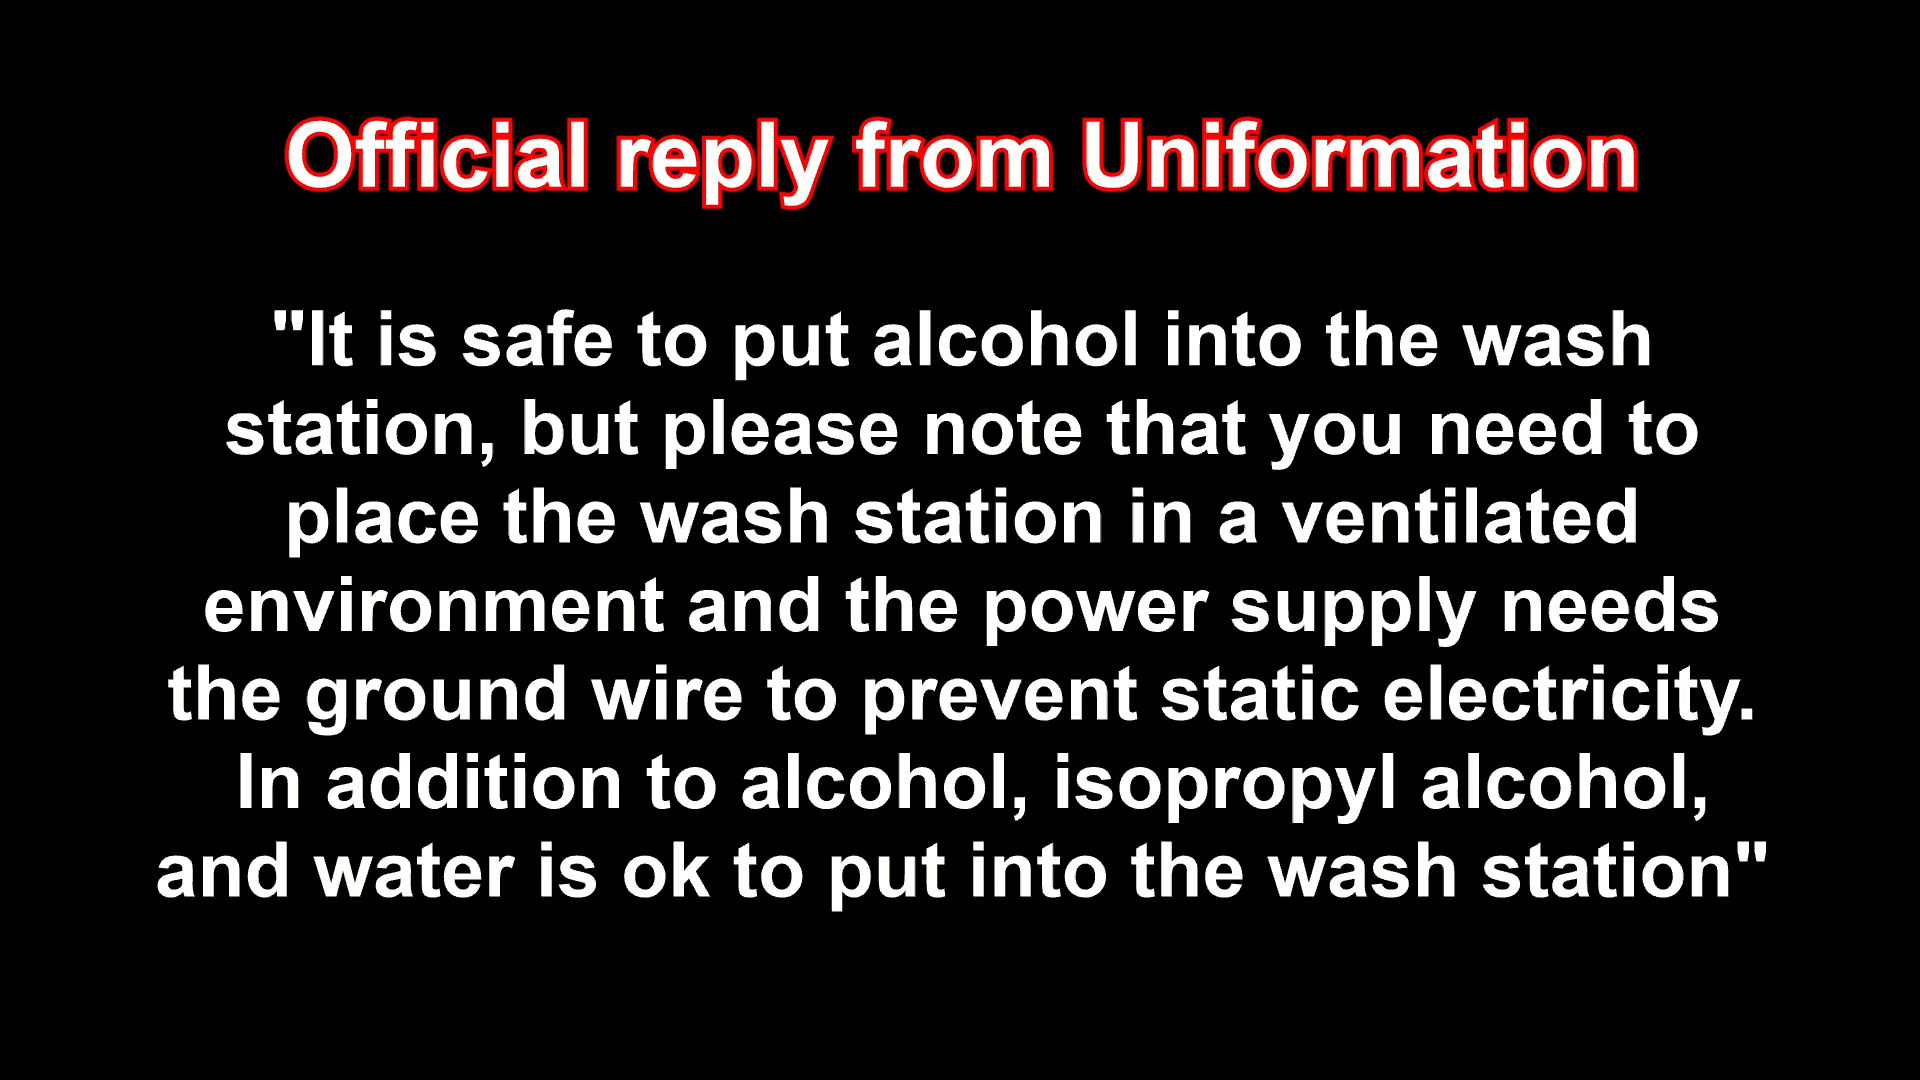 Official reply from Uniformation
"It is safe to put alcohol into the wash
station, but please note that you need to
place the wash station in a ventilated
environment and the power supply needs
the ground wire to prevent static electricity.
In addition to alcohol, isopropyl alcohol,
and water is ok to put into the wash station"